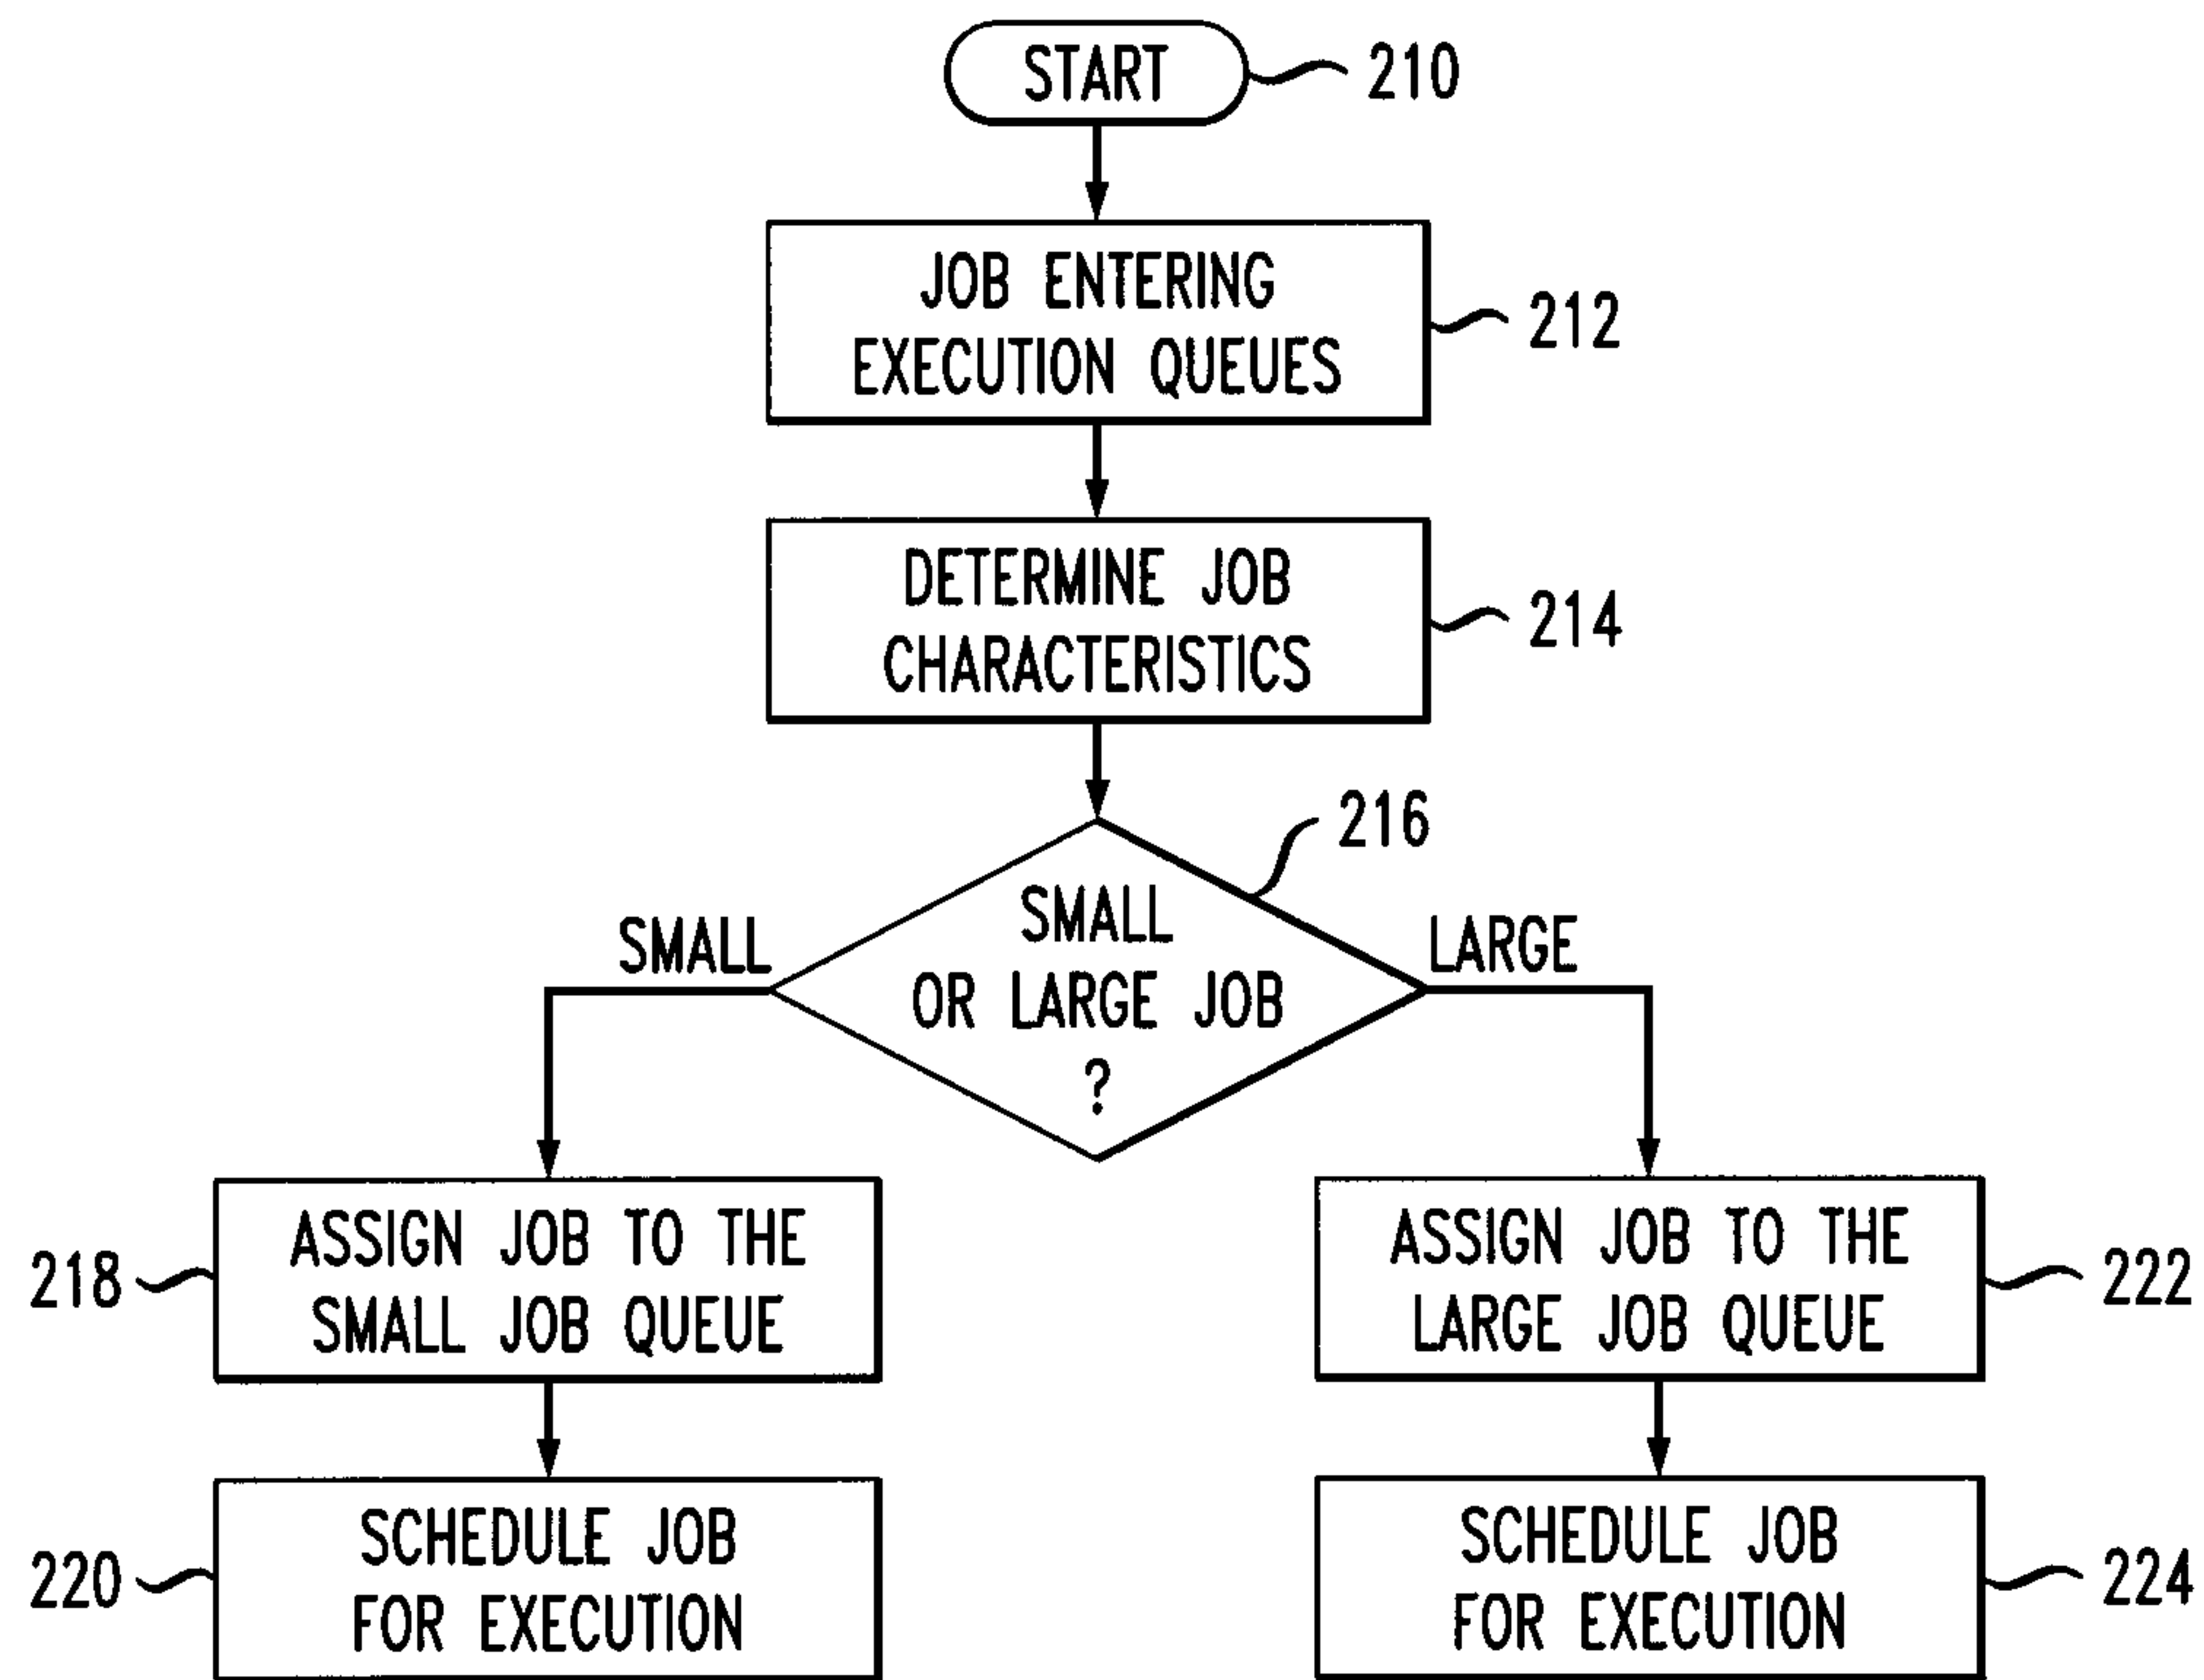 START
210
JOB ENTERING
EXECUTION QUEUES
212
DETERMINE JOB
CHARACTERISTICS
214
216
SMALL
SMALL
OR LARGE JOB
?
LARGE
218
ASSIGN JOB TO THE
SMALL JOB QUEUE
ASSIGN JOB TO THE
LARGE JOB QUEUE
222
220
SCHEDULE JOB
FOR EXECUTION
SCHEDULE JOB
FOR EXECUTION
224